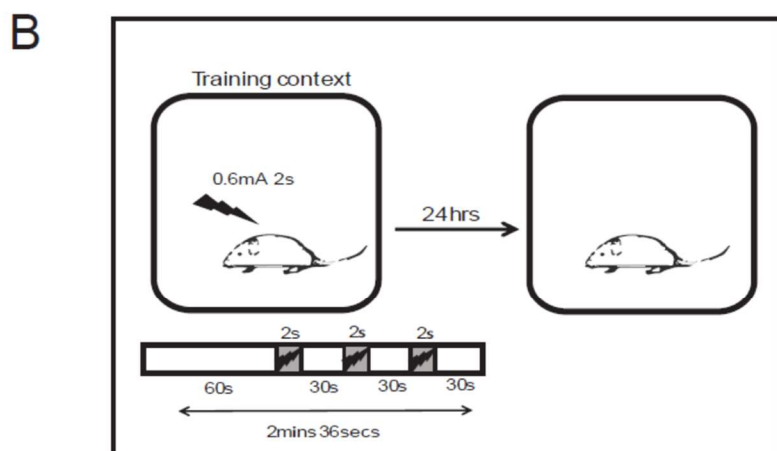 B
Training context
0.6mA 2s
24hrs
2s 2s 2s
60s 30s 30s 30s
2mins 36secs